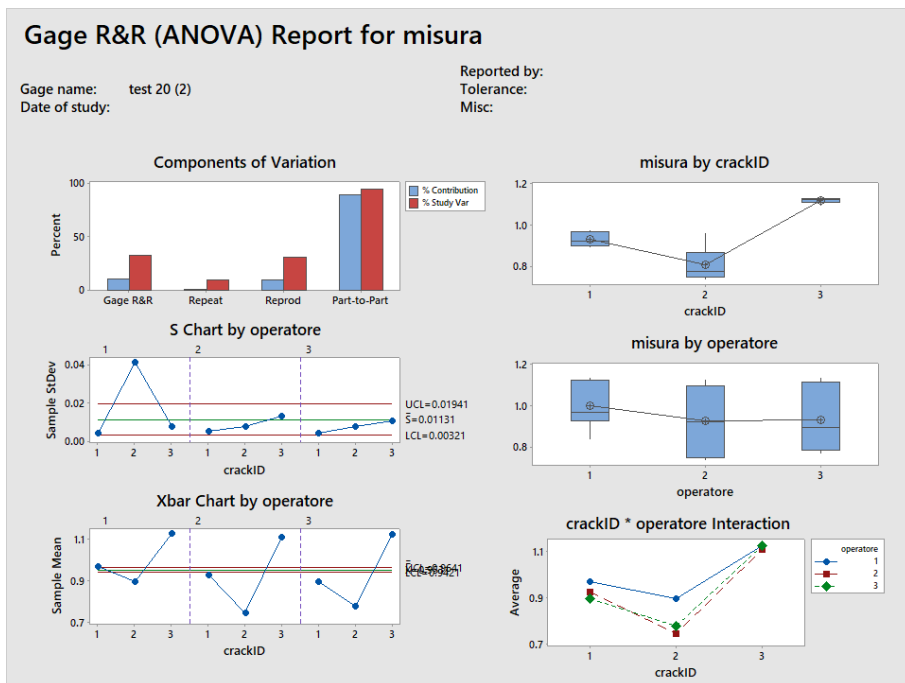 Gage R&R (ANOVA) Report for misura
Reported by:
Gage name: test 20 (2)
Tolerance:
Date of study:
Misc:
Components of Variation
100
50
0
Percent
Gage R&R Repeat Reprod Part-to-Part
% Contribution
% Study Var
misura by crackID
1.2
1.0
0.8
1 2 3
crackID
S Chart by operatore
1 2 3
0.04
0.02
0.00
Sample StDev
UCL=0.01941
S=0.01131
LCL=0.00321
1 2 3 1 2 3 1 2 3
crackID
misura by operatore
1.2
1.0
0.8
1 2 3
operatore
Xbar Chart by operatore
1 2 3
1.1
0.9
0.7
Sample Mean
LCL=0.9421
1 2 3 1 2 3 1 2 3
crackID
crackID * operatore Interaction
1.1
0.9
0.7
Average
1 2 3
crackID
operatore
1
2
3